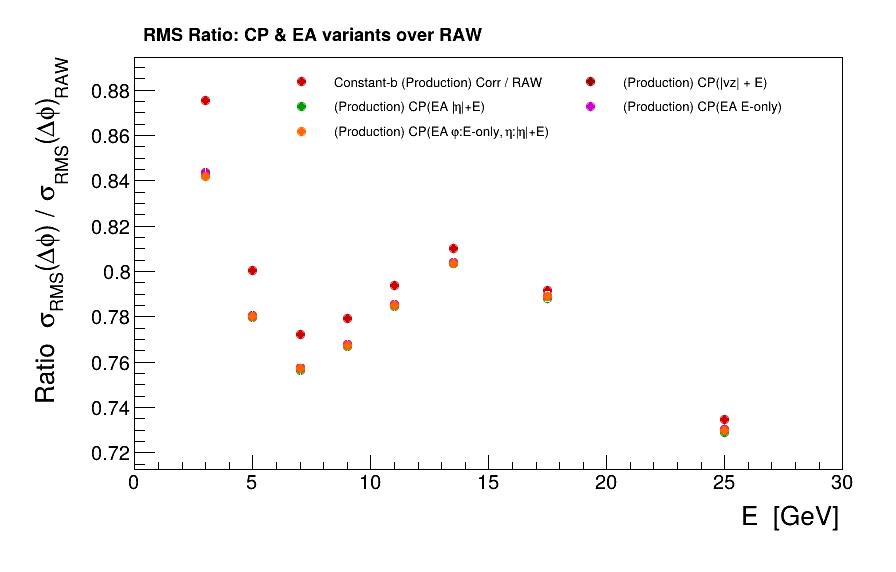 RMS Ratio: CP & EA variants over RAW
Constant-b (Production) Corr / RAW
(Production) CP(|vz| + E)
(Production) CP(EA |η|+E)
(Production) CP(EA E-only)
(Production) CP(EA φ:E-only, η:|η|+E)
Ratio σRMS(Δϕ) / σRMS(Δϕ)RAW
0.88
0.86
0.84
0.82
0.8
0.78
0.76
0.74
0.72
0 5 10 15 20 25 30
E [GeV]